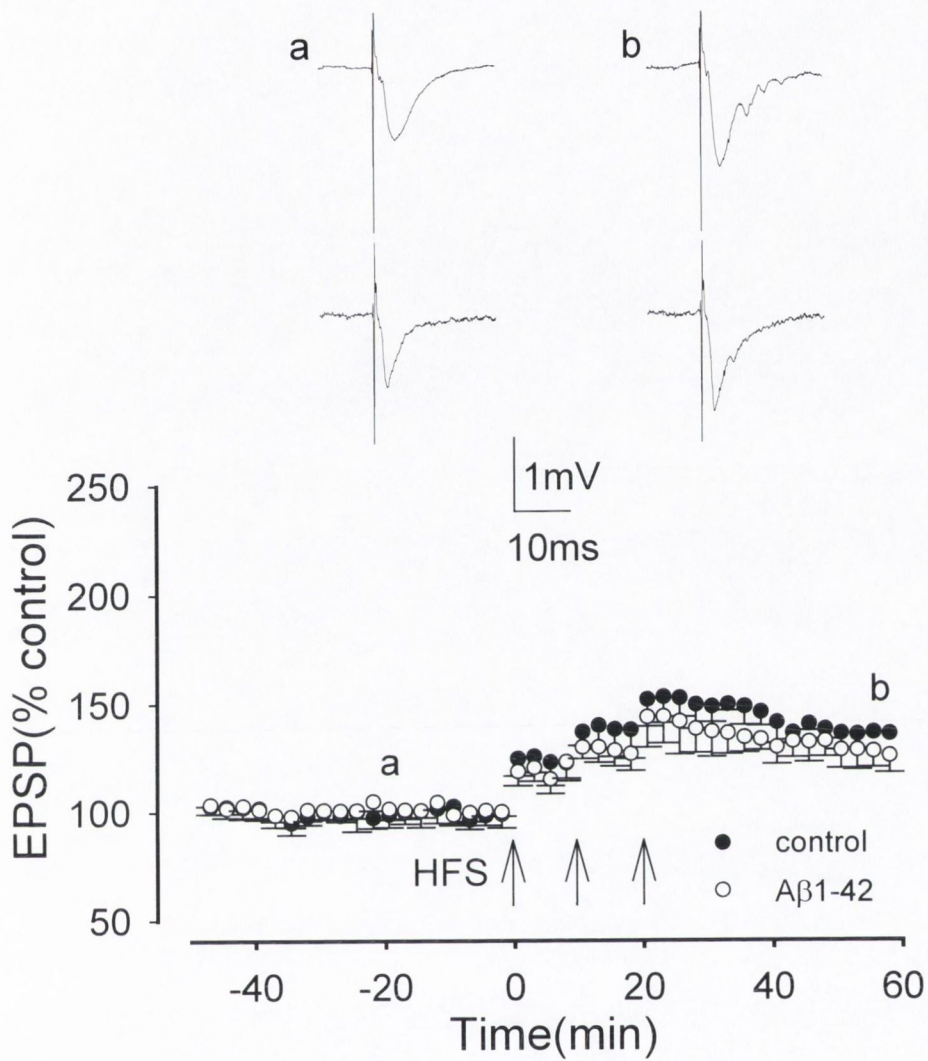 a
b
1mV
10ms
250
200
150
100
50
EPSP(% control)
a
b
HFS
control
Aβ1-42
-40
-20
0
20
40
60
Time(min)